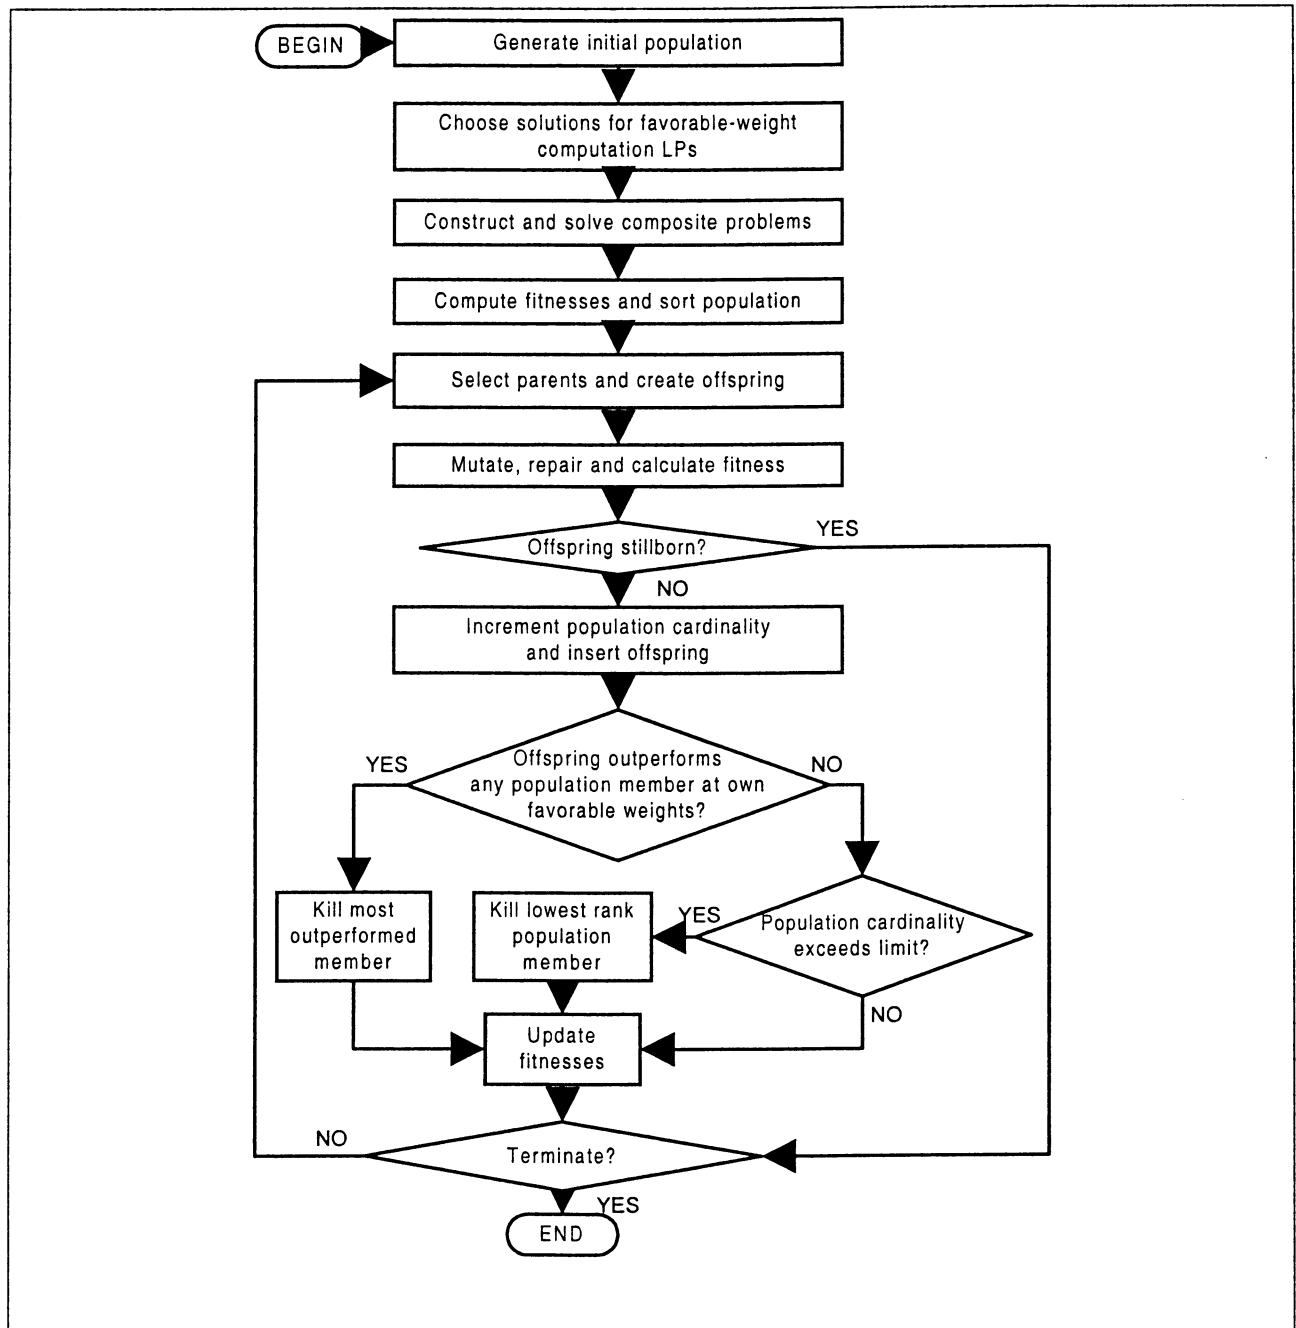 BEGIN
Generate initial population
Choose solutions for favorable-weight
computation LPs
Construct and solve composite problems
Compute fitnesses and sort population
Select parents and create offspring
Mutate, repair and calculate fitness
Offspring stillborn?
YES
NO
Increment population cardinality
and insert offspring
Offspring outperforms
any population member at own
favorable weights?
YES
NO
Kill most
outperformed
member
Kill lowest rank
population
member
YES
Population cardinality
exceeds limit?
NO
Update
fitnesses
NO
Terminate?
YES
END